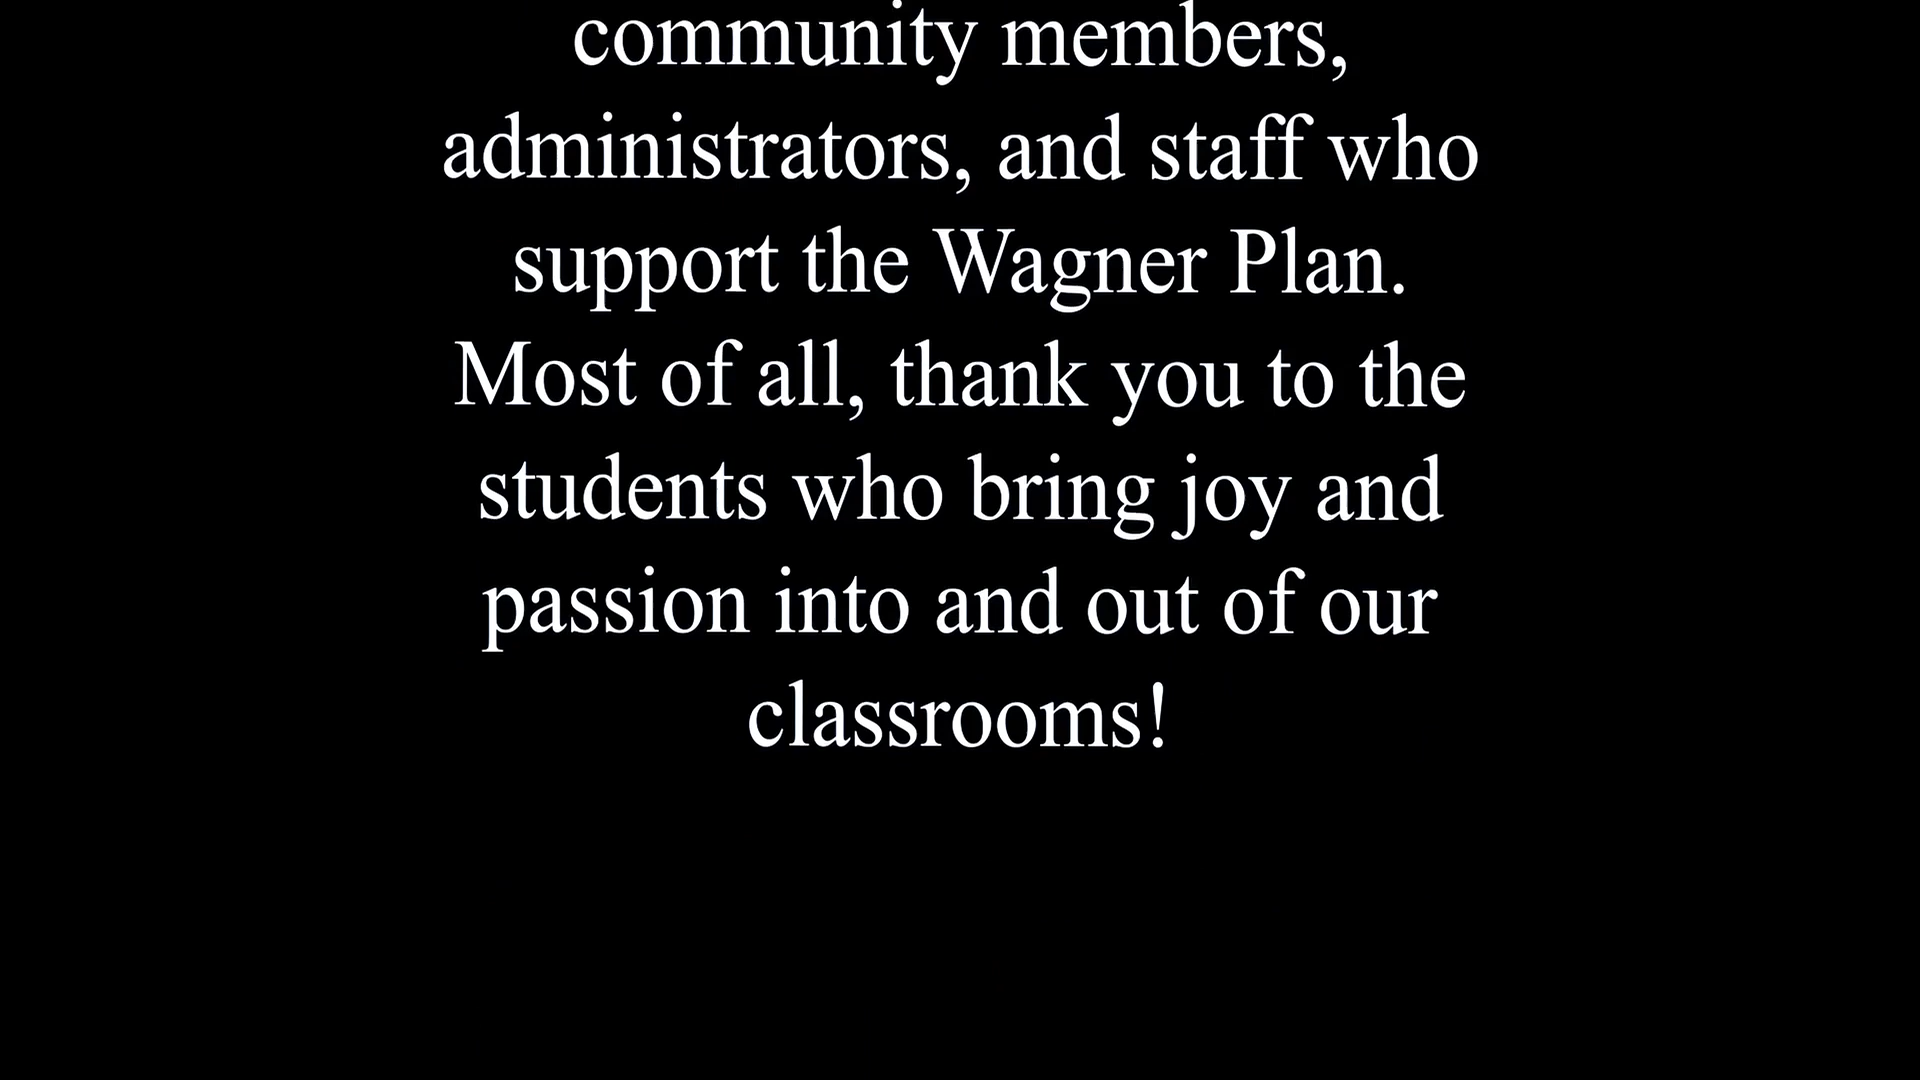 community members,
administrators, and staff who
support the Wagner Plan.
Most of all, thank you to the
students who bring joy and
passion into and out of our
classrooms!